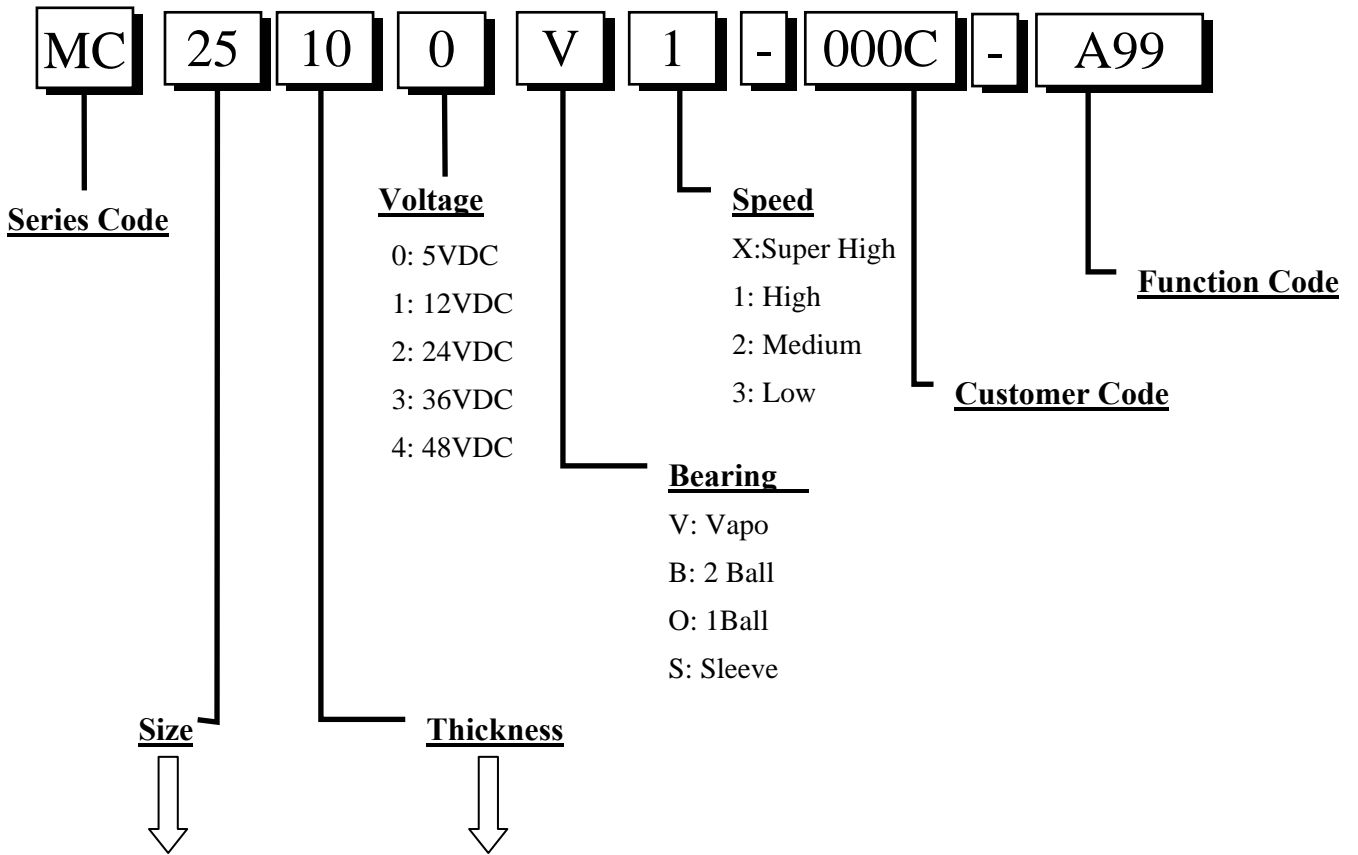 MC 25 10 0 V 1 - 000C - A99
Series Code
Voltage
0: 5VDC
1: 12VDC
2: 24VDC
3: 36VDC
4: 48VDC
Speed
X:Super High
1: High
2: Medium
3: Low
Function Code
Customer Code
Bearing
V: Vapo
B: 2 Ball
O: 1Ball
S: Sleeve
Size
Thickness